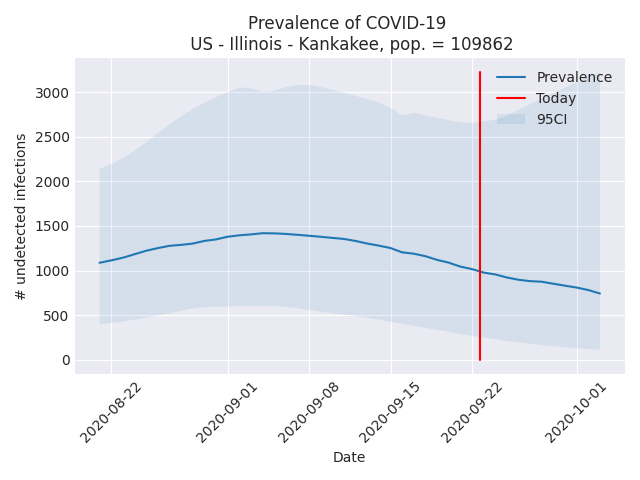 Prevalence of COVID-19
US - Illinois - Kankakee, pop. = 109862
Prevalence
Today
95CI
# undetected infections
3000
2500
2000
1500
1000
500
0
2020-08-22
2020-09-01
2020-09-08
2020-09-15
2020-09-22
2020-10-01
Date